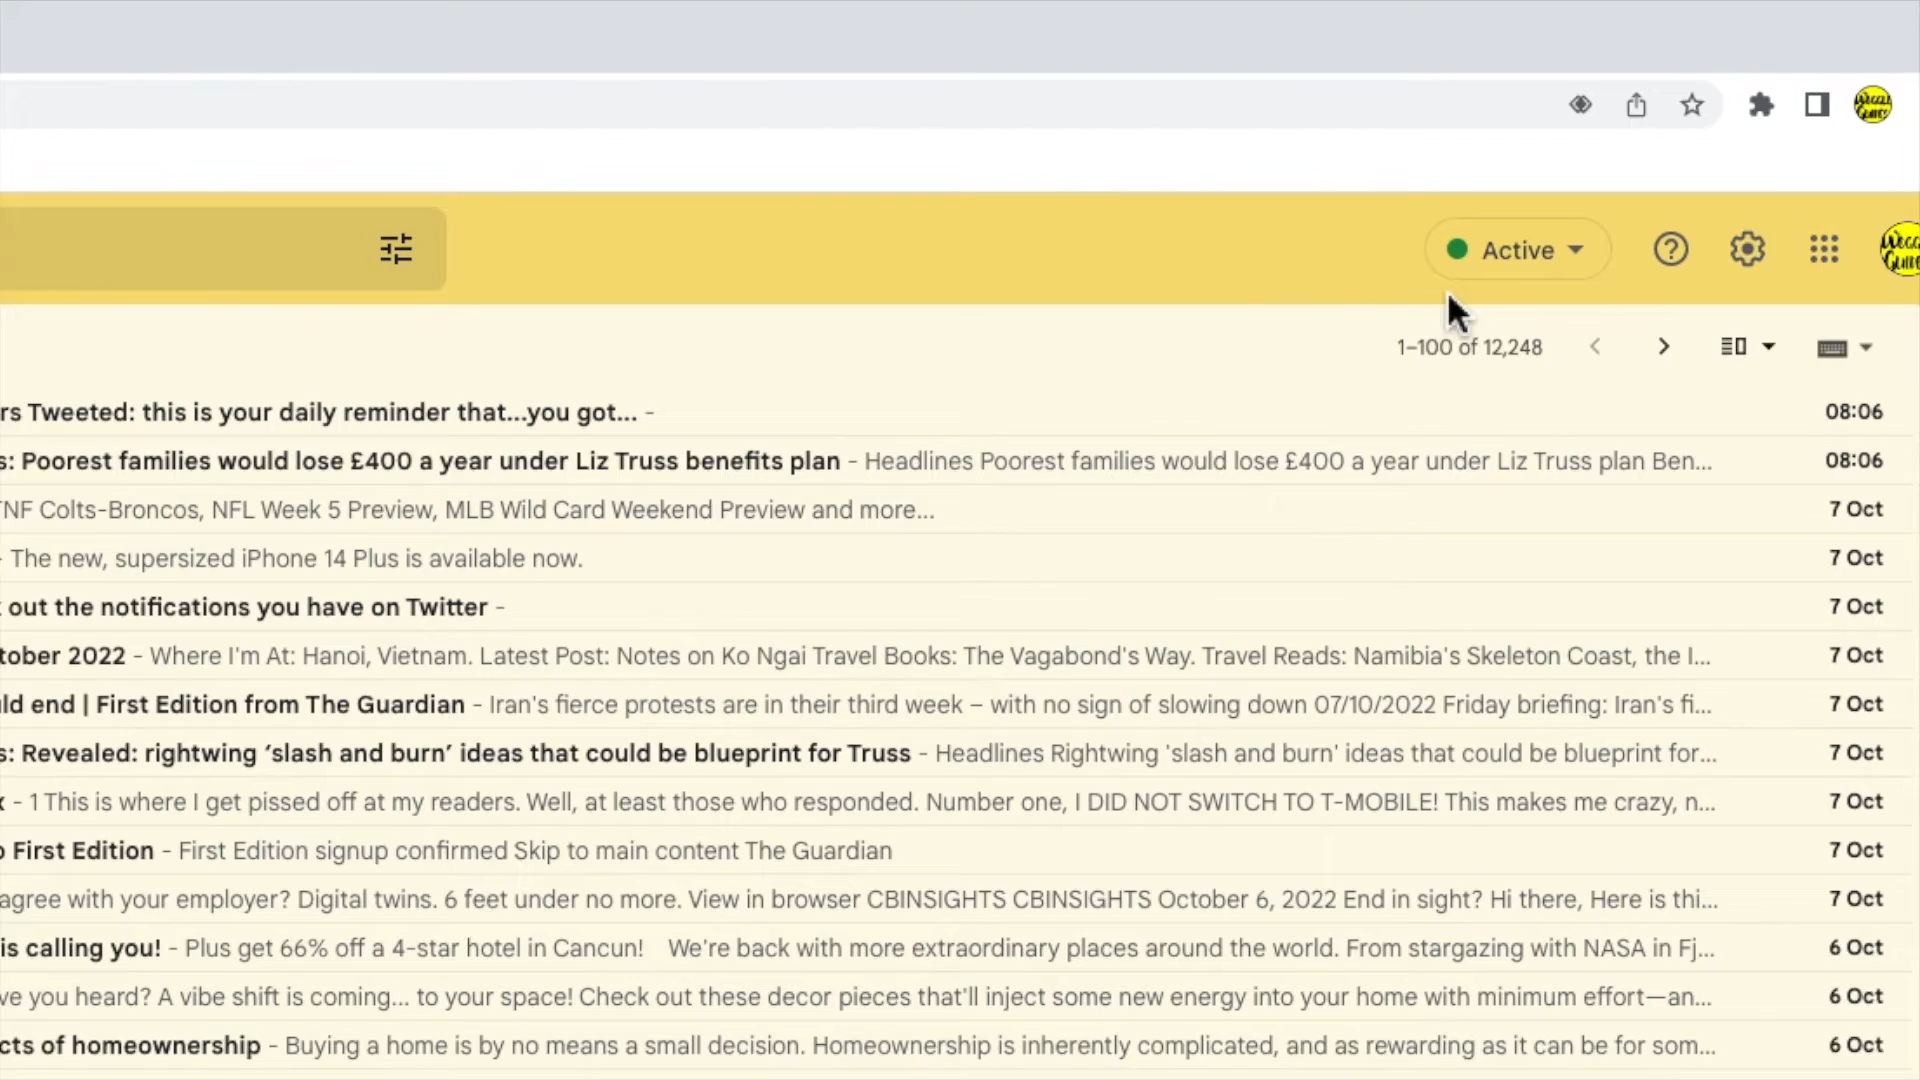 WEGGLE
GUIDES
Active
1–100 of 12,248
rs Tweeted: this is your daily reminder that...you got... - 08:06
s: Poorest families would lose £400 a year under Liz Truss benefits plan - Headlines Poorest families would lose £400 a year under Liz Truss plan Ben... 08:06
TNF Colts-Broncos, NFL Week 5 Preview, MLB Wild Card Weekend Preview and more... 7 Oct
- The new, supersized iPhone 14 Plus is available now. 7 Oct
out the notifications you have on Twitter - 7 Oct
tober 2022 - Where I'm At: Hanoi, Vietnam. Latest Post: Notes on Ko Ngai Travel Books: The Vagabond's Way. Travel Reads: Namibia's Skeleton Coast, the I... 7 Oct
ld end | First Edition from The Guardian - Iran's fierce protests are in their third week – with no sign of slowing down 07/10/2022 Friday briefing: Iran's fi... 7 Oct
s: Revealed: rightwing ‘slash and burn’ ideas that could be blueprint for Truss - Headlines Rightwing 'slash and burn' ideas that could be blueprint for... 7 Oct
x - 1 This is where I get pissed off at my readers. Well, at least those who responded. Number one, I DID NOT SWITCH TO T-MOBILE! This makes me crazy, n... 7 Oct
o First Edition - First Edition signup confirmed Skip to main content The Guardian 7 Oct
agree with your employer? Digital twins. 6 feet under no more. View in browser CBINSIGHTS CBINSIGHTS October 6, 2022 End in sight? Hi there, Here is thi... 7 Oct
is calling you! - Plus get 66% off a 4-star hotel in Cancun! We're back with more extraordinary places around the world. From stargazing with NASA in Fj... 6 Oct
ve you heard? A vibe shift is coming... to your space! Check out these decor pieces that'll inject some new energy into your home with minimum effort—an... 6 Oct
cts of homeownership - Buying a home is by no means a small decision. Homeownership is inherently complicated, and as rewarding as it can be for som... 6 Oct